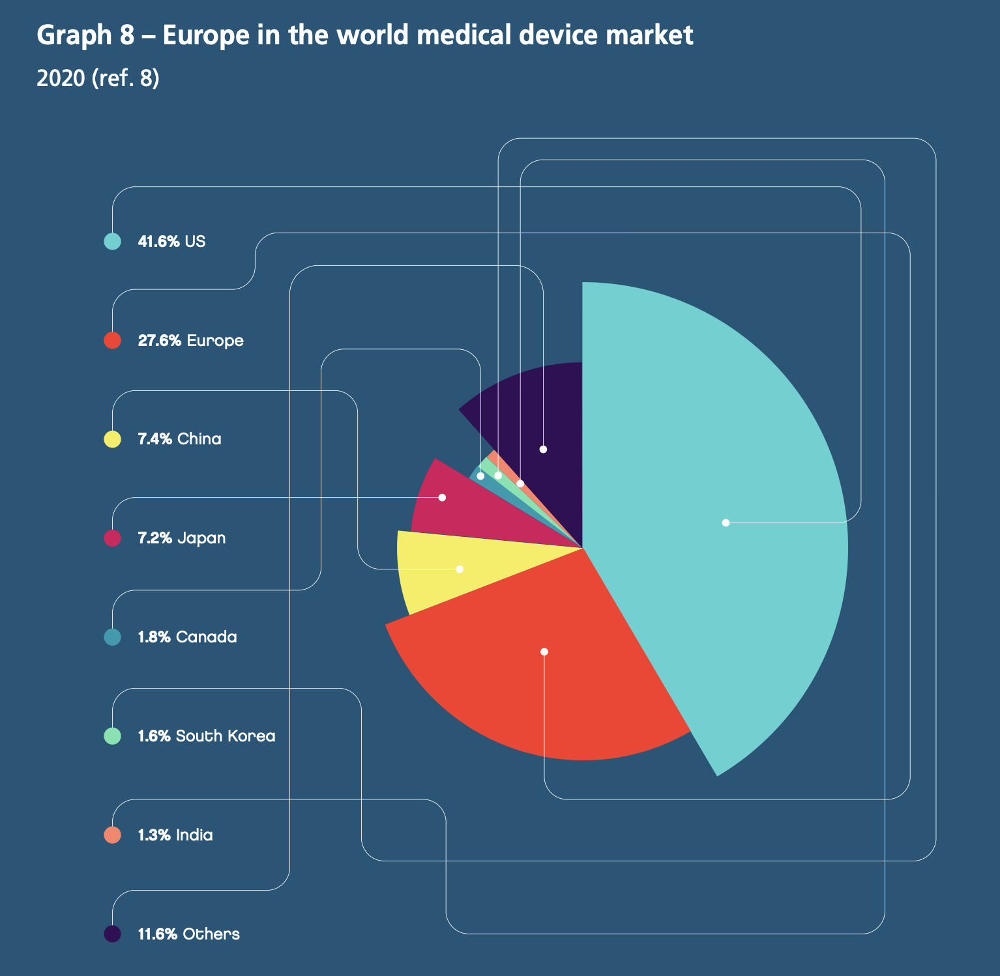 Graph 8 – Europe in the world medical device market
2020 (ref. 8)
41.6% US
27.6% Europe
7.4% China
7.2% Japan
1.8% Canada
1.6% South Korea
1.3% India
11.6% Others